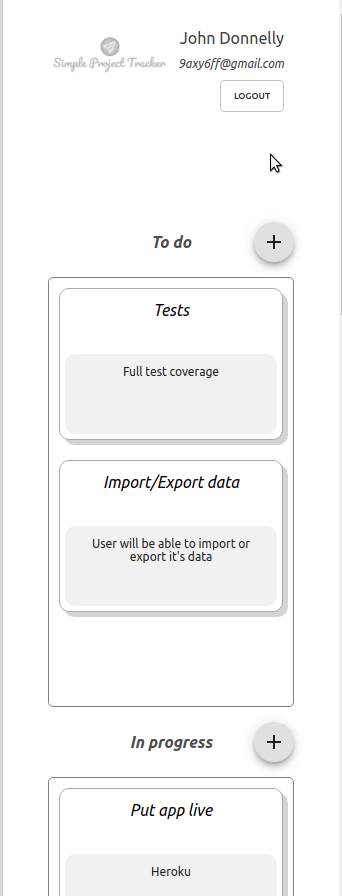 John Donnelly
Simple Project Tracker
9axy6ff@gmail.com
LOGOUT
To do
+
Tests
Full test coverage
Import/Export data
User will be able to import or
export it's data
In progress
+
Put app live
Heroku